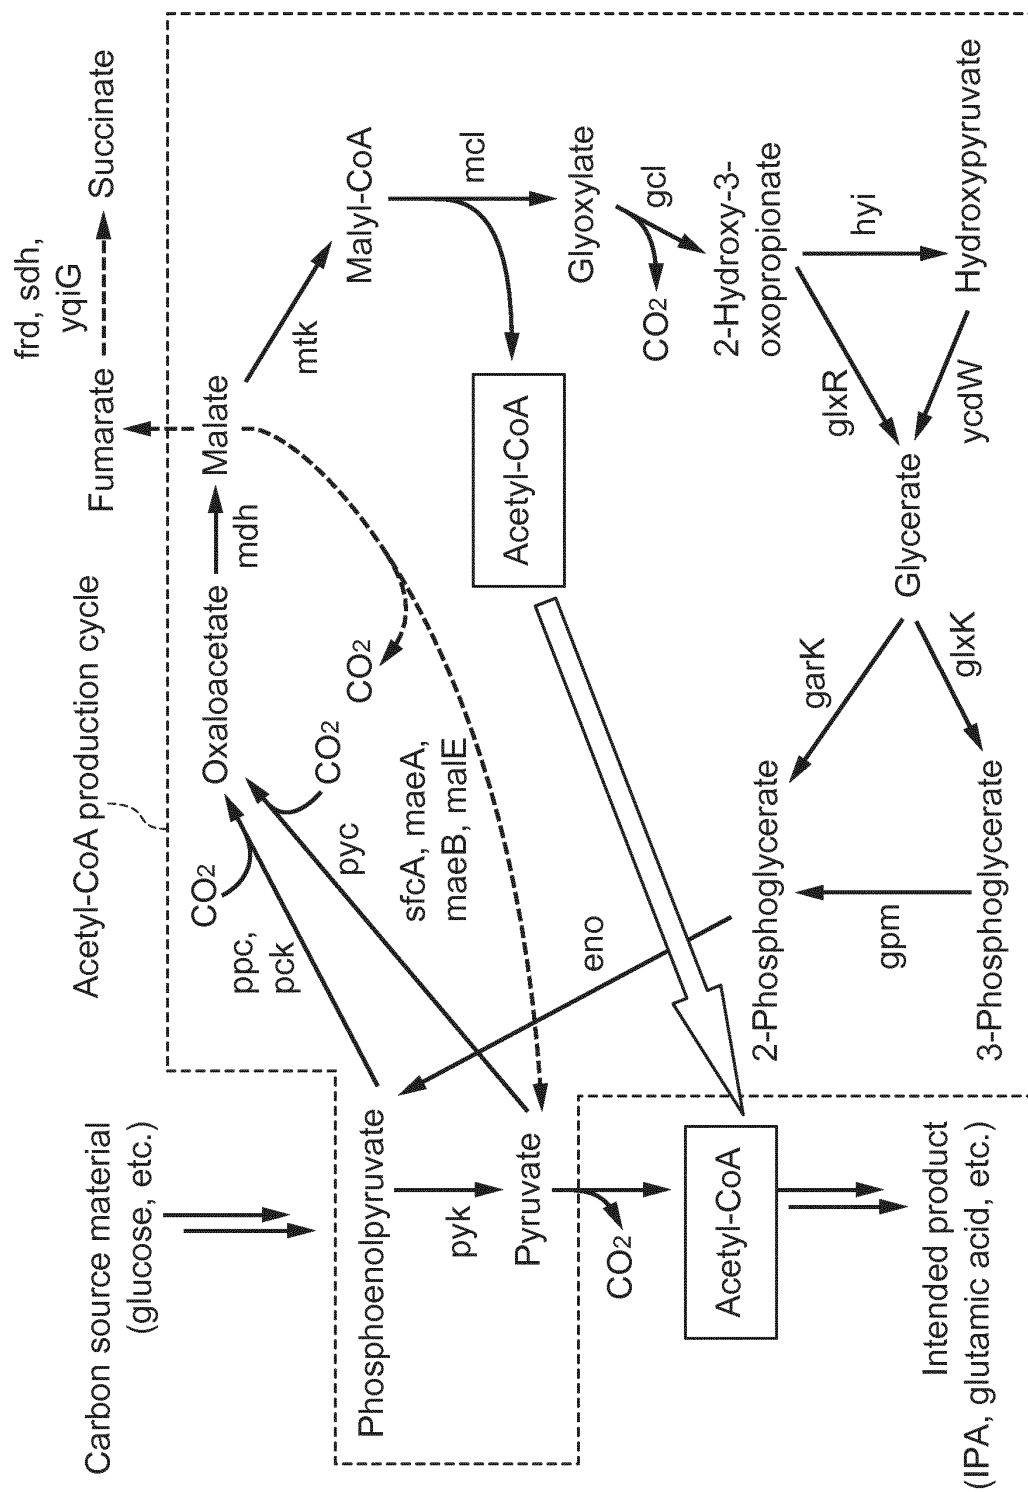 Acetyl-CoA production cycle
Carbon source material
(glucose, etc.)
Phosphoenolpyruvate
pyk
Pyruvate
CO2
Acetyl-CoA
Intended product
(IPA, glutamic acid, etc.)
ppc,
pck
CO2
pyc
CO2
Oxaloacetate
mdh
Malate
Fumarate
frd, sdh,
yqiG
Succinate
CO2
sfcA, maeA,
maeB, malE
mtk
Malyl-CoA
mcl
Acetyl-CoA
Glyoxylate
gcl
CO2
2-Hydroxy-3-
oxopropionate
hyi
Hydroxypyruvate
glxR
ycdW
Glycerate
garK
glxK
2-Phosphoglycerate
gpm
3-Phosphoglycerate
eno